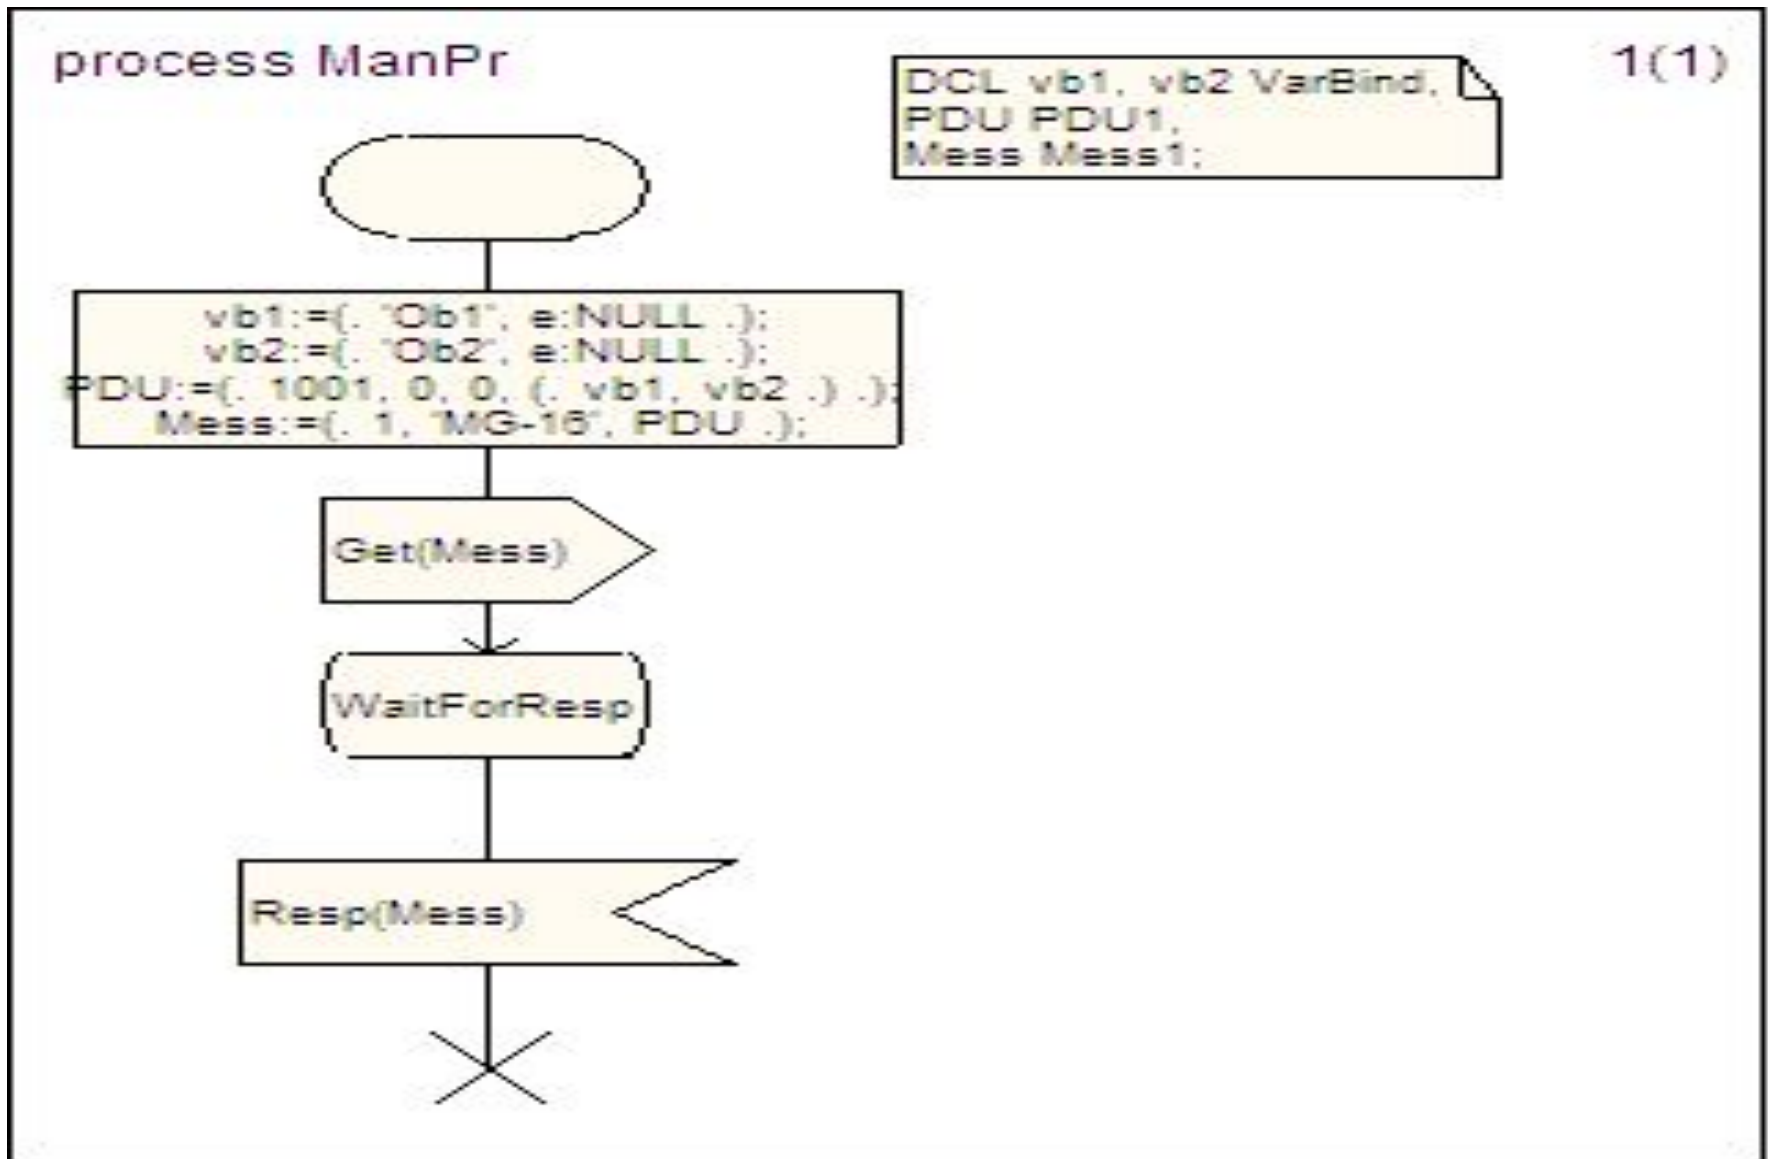 process ManPr
1(1)
DCL vb1, vb2 VarBind,
PDU PDU1,
Mess Mess1;
vb1:=(. 'Ob1', e:NULL .);
vb2:=(. 'Ob2', e:NULL .);
PDU:=(. 1001, 0, 0, (. vb1, vb2 .) .);
Mess:=(. 1, 'MG-16', PDU .);
Get(Mess)
WaitForResp
Resp(Mess)